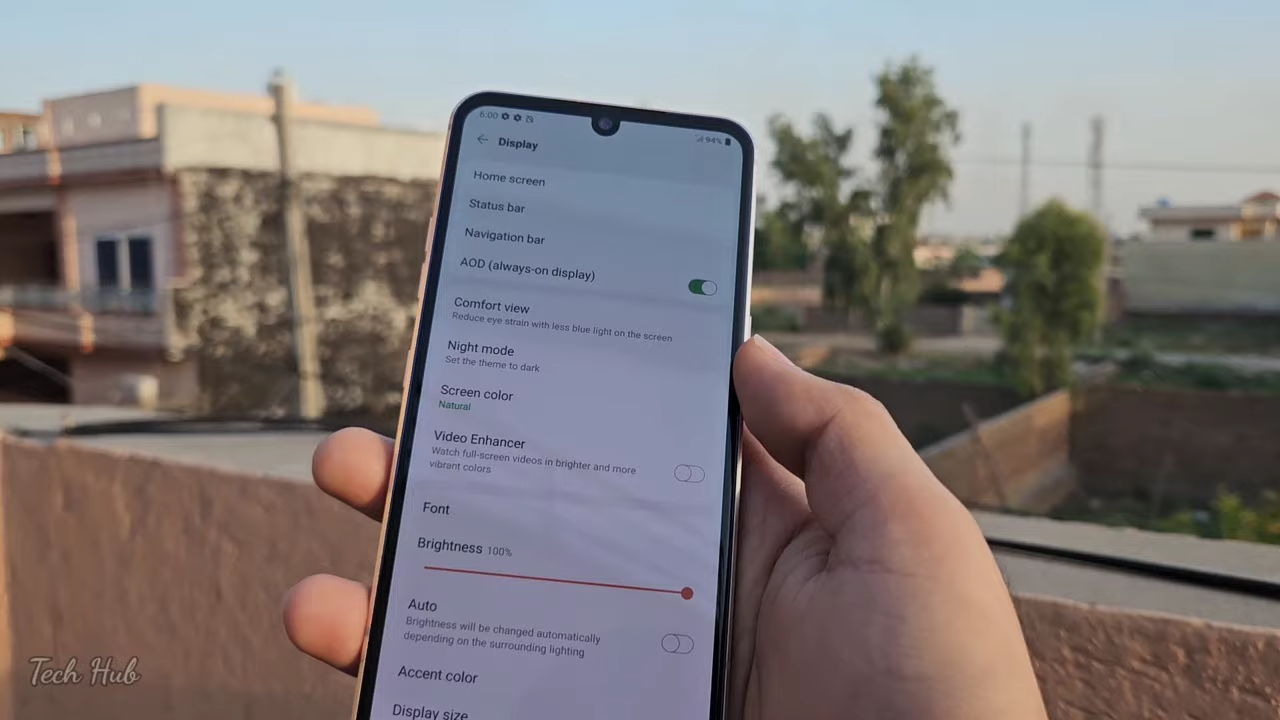 6:00
94%
Display
Home screen
Status bar
Navigation bar
AOD (always-on display)
Comfort view
Reduce eye strain with less blue light on the screen
Night mode
Set the theme to dark
Screen color
Natural
Video Enhancer
Watch full-screen videos in brighter and more
vibrant colors
Font
Brightness 100%
Auto
Brightness will be changed automatically
depending on the surrounding lighting
Accent color
Display size
Tech Hub